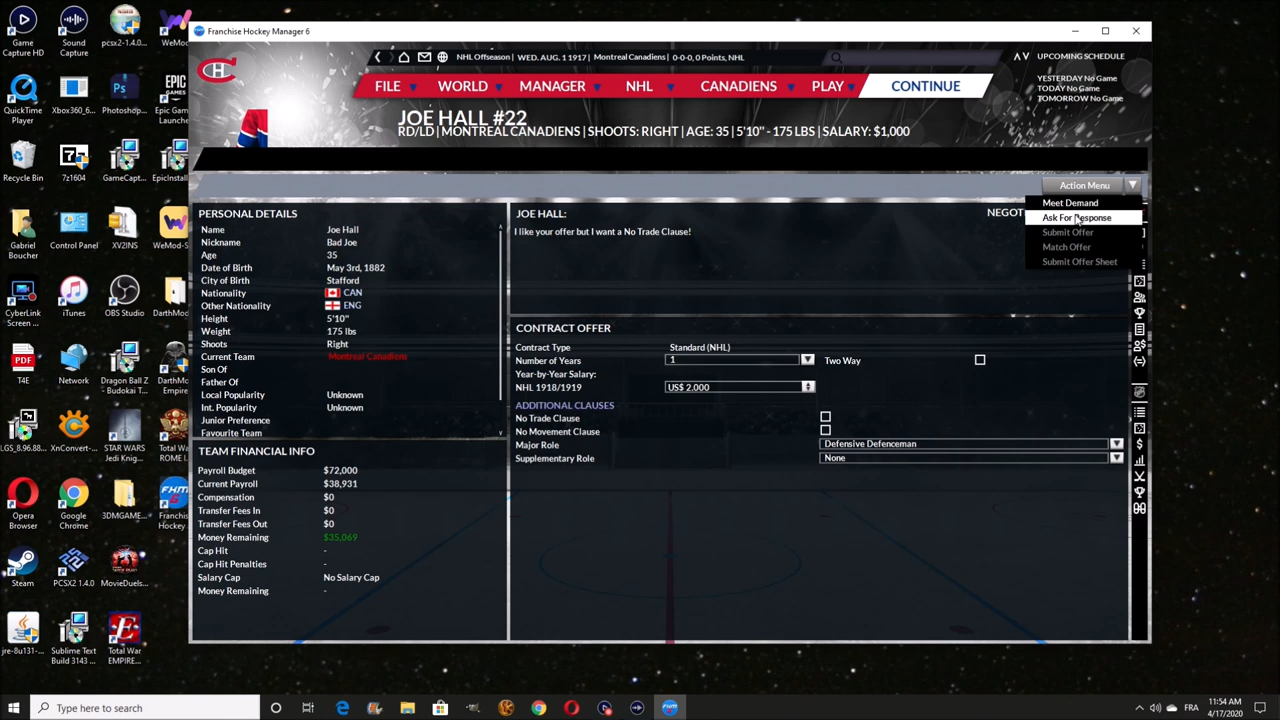 Game Capture HD
Sound Capture
pcsx2-1.4.0...
WeMod
QuickTime Player
Xbox360_6...
Photoshop...
Epic Games Launcher
Recycle Bin
7z1604
GameCapt...
EpicInstall...
Gabriel Boucher
Control Panel
XV2INS
WeMod-S...
CyberLink Screen ...
iTunes
OBS Studio
DarthMod...
T4E
Network
Dragon Ball Z - Budokai T...
DarthMod Empire
LGS_8.96.88...
XnConvert-...
STAR WARS Jedi Knig...
Total War ROME I...
Opera Browser
Google Chrome
3DMGAME...
Franchise Hockey...
Steam
PCSX2 1.4.0
MovieDuels...
jre-8u131-...
Sublime Text Build 3143 ...
Total War EMPIRE...
Franchise Hockey Manager 6
NHL Offseason | WED. AUG. 1 1917 | Montreal Canadiens | 0-0-0, 0 Points, NHL
FILE WORLD MANAGER NHL CANADIENS PLAY CONTINUE
UPCOMING SCHEDULE
YESTERDAY No Game
TODAY No Game
TOMORROW No Game
JOE HALL #22
RD/LD | MONTREAL CANADIENS | SHOOTS: RIGHT | AGE: 35 | 5'10" - 175 LBS | SALARY: $1,000
Action Menu
Meet Demand
Ask For Response
Submit Offer
Match Offer
Submit Offer Sheet
PERSONAL DETAILS
Name Joe Hall
Nickname Bad Joe
Age 35
Date of Birth May 3rd, 1882
City of Birth Stafford
Nationality CAN
Other Nationality ENG
Height 5'10"
Weight 175 lbs
Shoots Right
Current Team Montreal Canadiens
Son Of
Father Of
Local Popularity Unknown
Int. Popularity Unknown
Junior Preference
Favourite Team
TEAM FINANCIAL INFO
Payroll Budget $72,000
Current Payroll $38,931
Compensation $0
Transfer Fees In $0
Transfer Fees Out $0
Money Remaining $35,069
Cap Hit -
Cap Hit Penalties -
Salary Cap No Salary Cap
Money Remaining -
JOE HALL: NEGOT
I like your offer but I want a No Trade Clause!
CONTRACT OFFER
Contract Type Standard (NHL)
Number of Years 1 Two Way
Year-by-Year Salary:
NHL 1918/1919 US$ 2,000
ADDITIONAL CLAUSES
No Trade Clause
No Movement Clause
Major Role Defensive Defenceman
Supplementary Role None
Type here to search
FRA
11:54 AM
4/17/2020